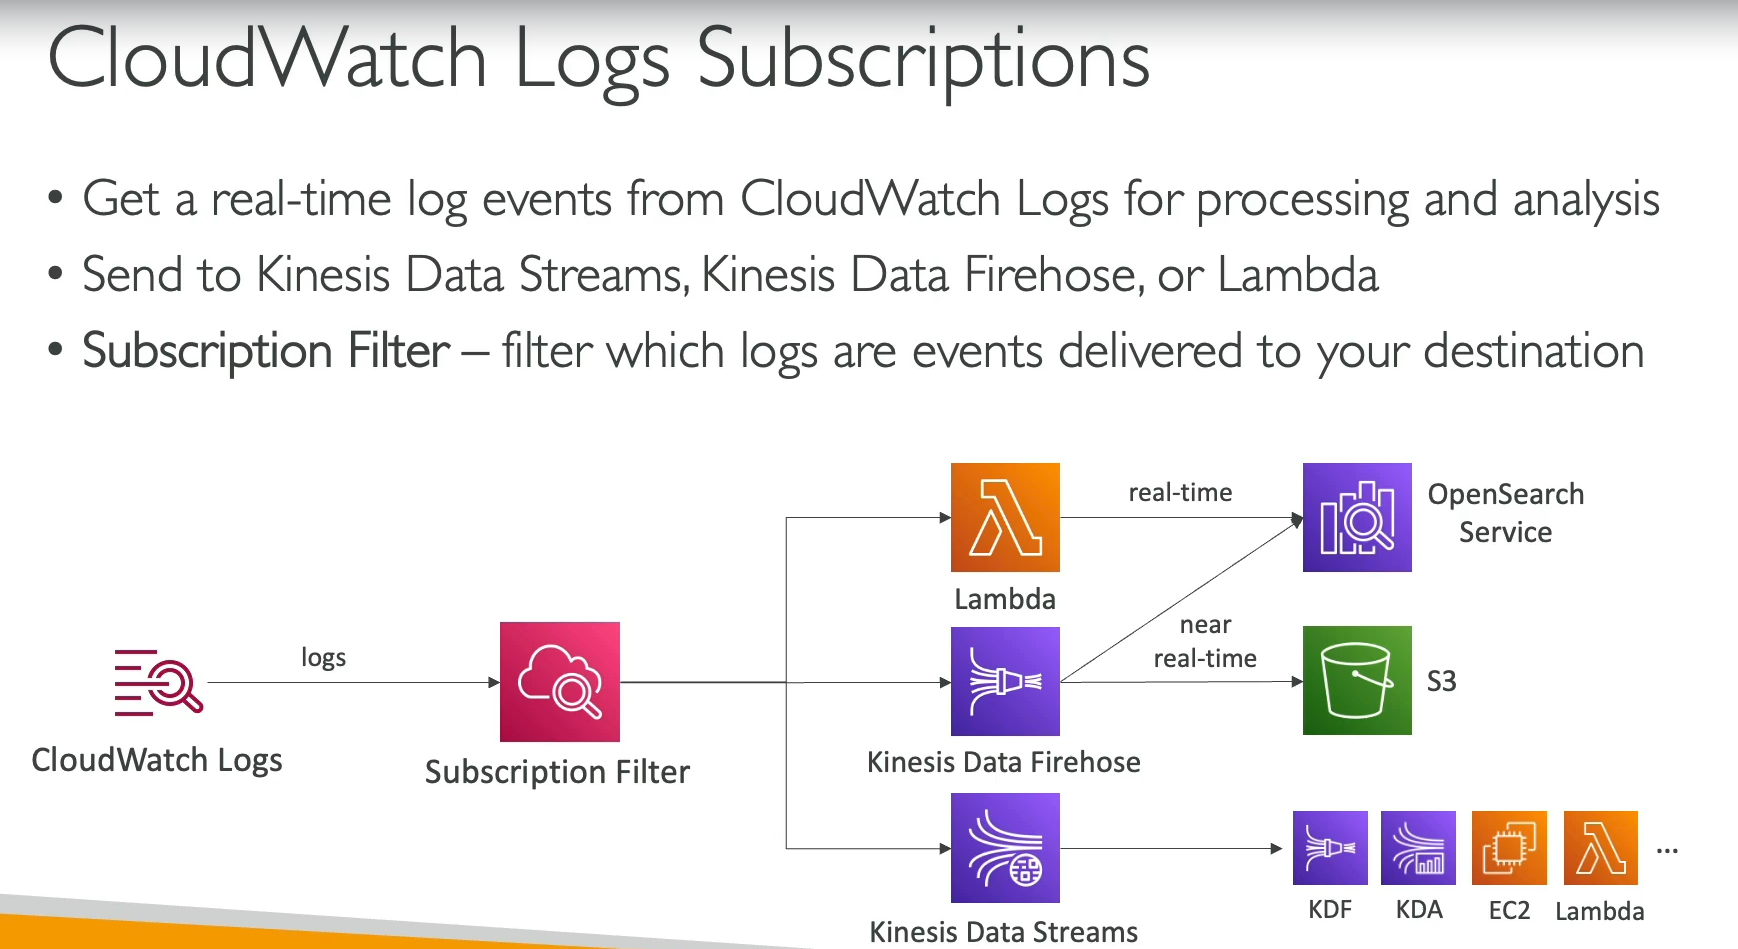 CloudWatch Logs Subscriptions
• Get a real-time log events from CloudWatch Logs for processing and analysis
• Send to Kinesis Data Streams, Kinesis Data Firehose, or Lambda
• Subscription Filter – filter which logs are events delivered to your destination
real-time
OpenSearch
Service
Lambda
near
real-time
logs
S3
CloudWatch Logs
Subscription Filter
Kinesis Data Firehose
...
KDF
KDA
EC2
Lambda
Kinesis Data Streams